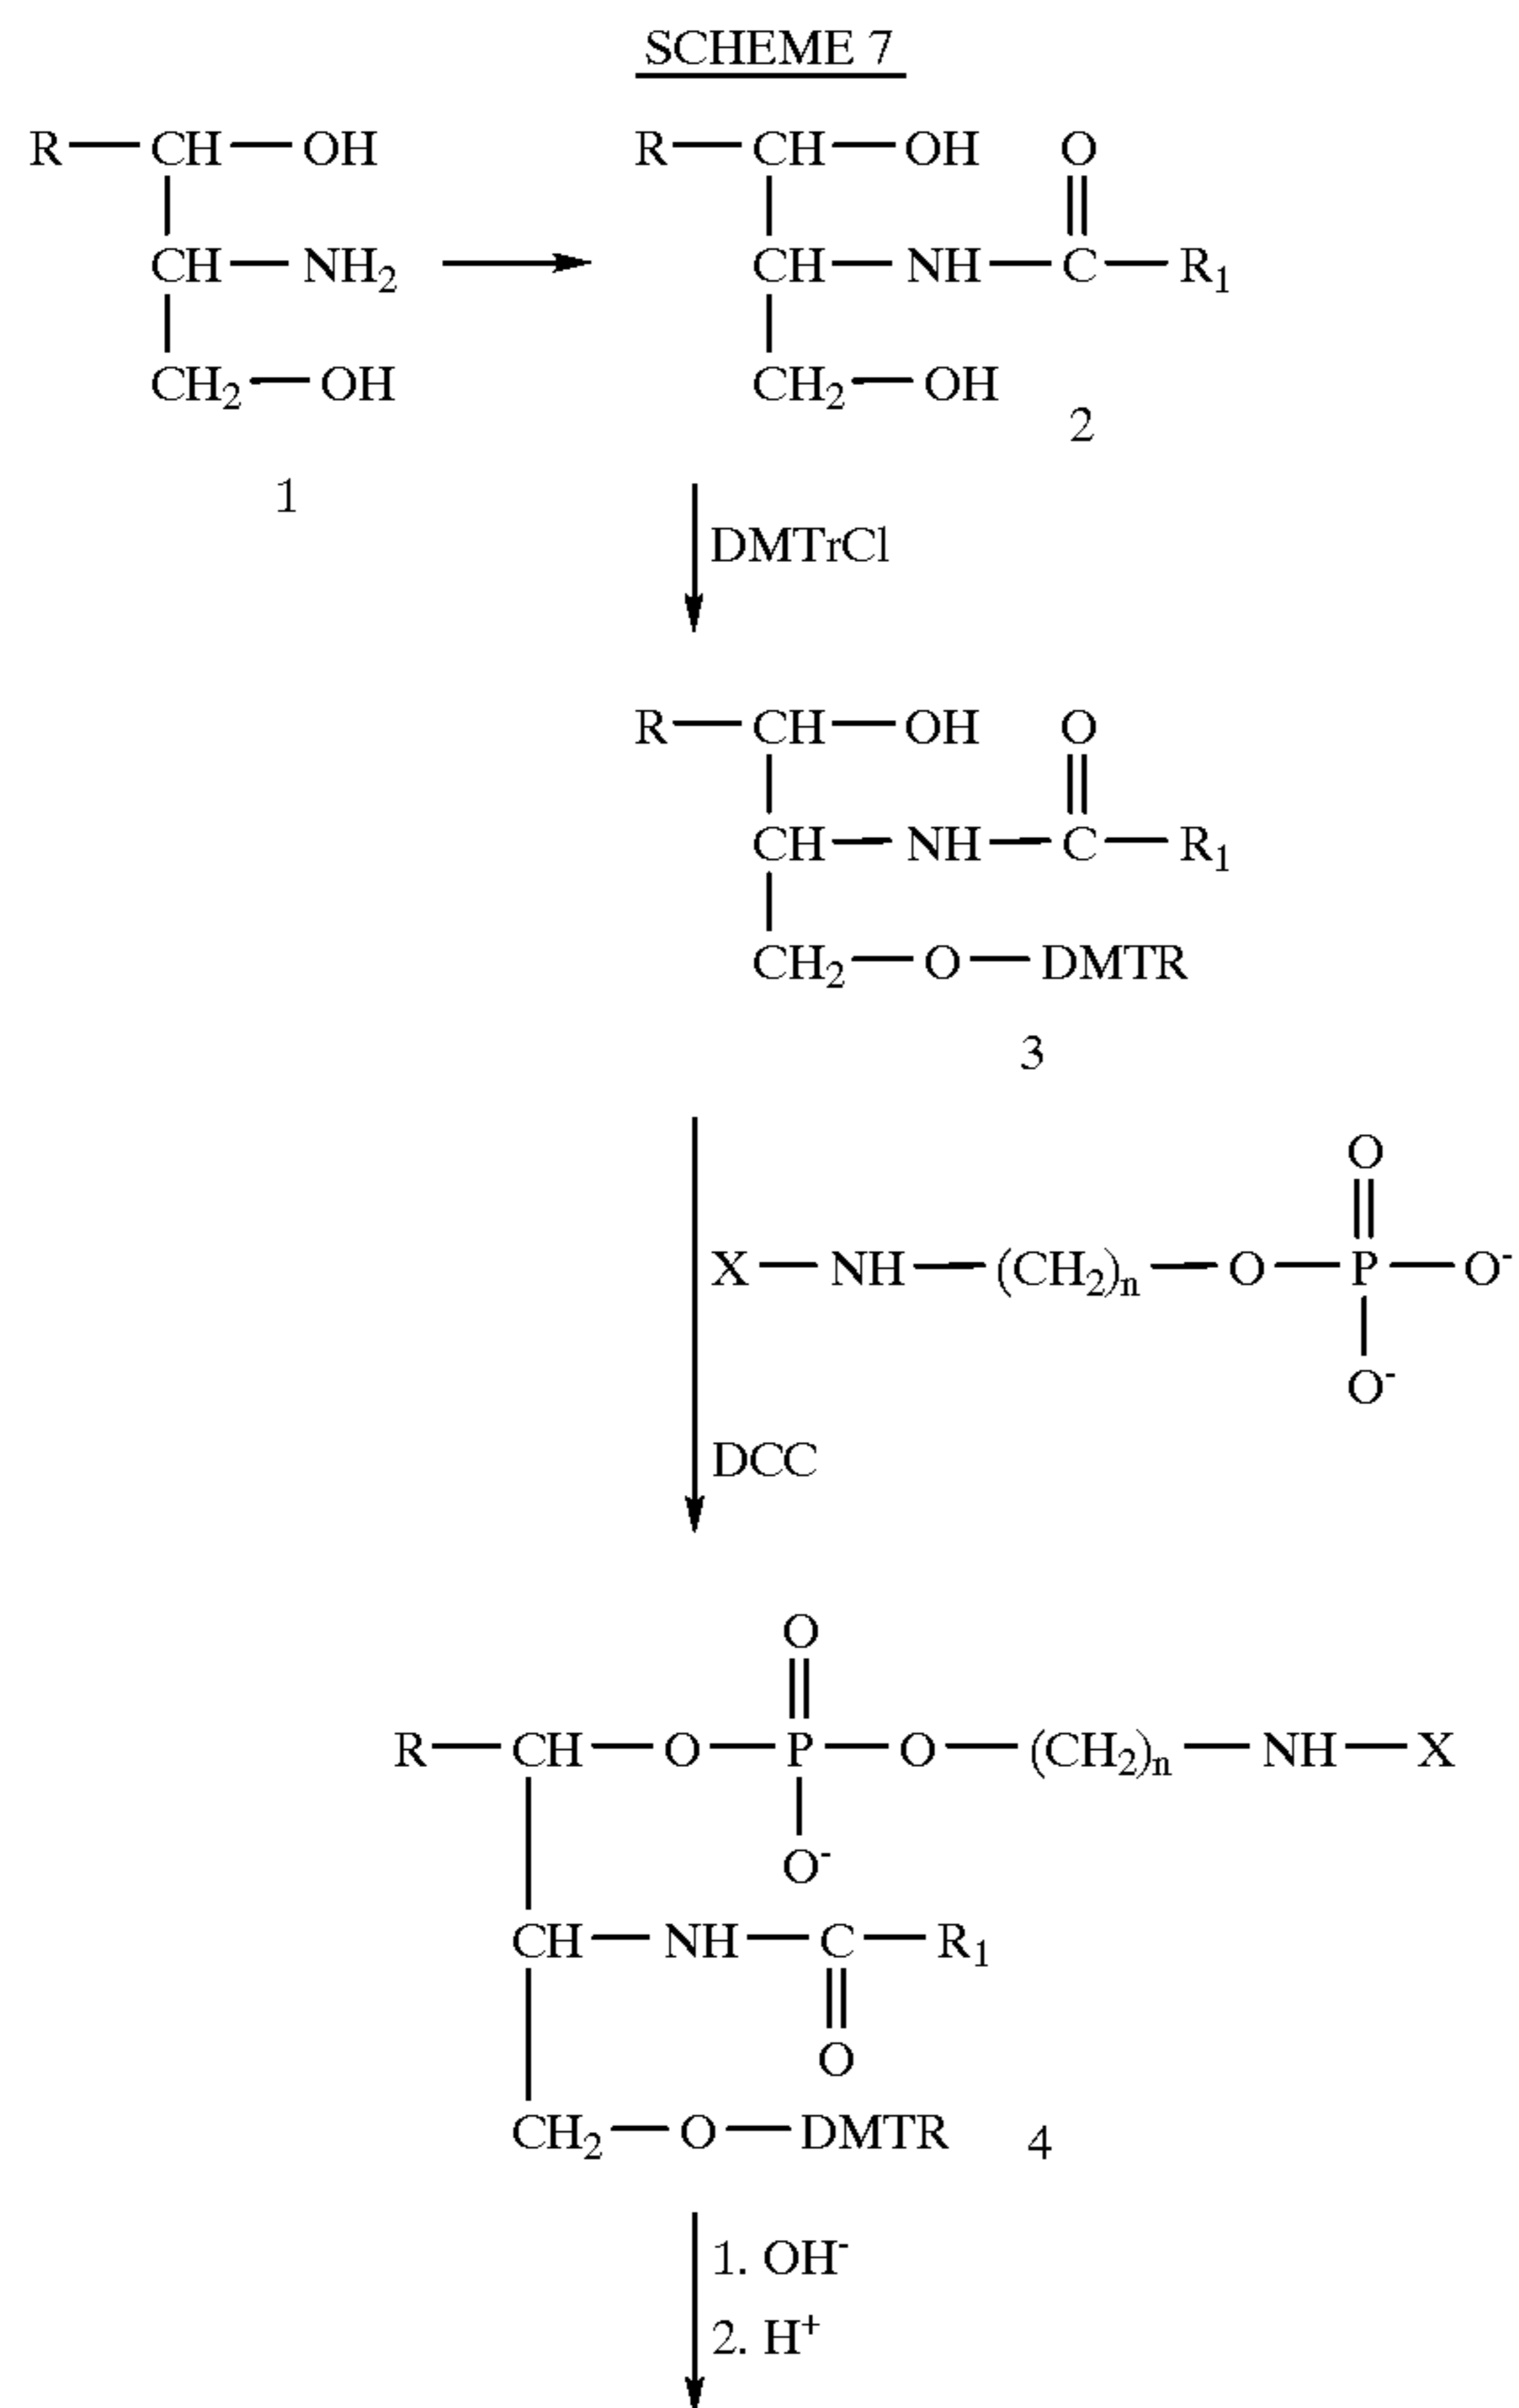 SCHEME 7
R—CH—OH R—CH—OH O
CH—NH2 CH—NH—C—R1
CH2—OH CH2—OH
2
1
DMTrCl
R—CH—OH O
CH—NH—C—R1
CH2—O—DMTR
3
O
X—NH—(CH2)n—O—P—O-
O-
DCC
O
R—CH—O—P—O—(CH2)n—NH—X
O-
CH—NH—C—R1
O
CH2—O—DMTR 4
1. OH-
2. H+